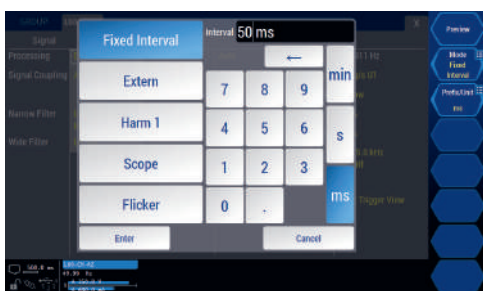 GROUP
X
Signal
Fixed Interval
Interval 50 ms
Preview
Processing
Mode
Fixed
Interval
Signal Coupling
Extern
←
min
Prefix/Unit
ms
7 8 9
Narrow Filter
Harm 1
4 5 6
s
Wide Filter
Scope
1 2 3
ms
Trigger View
Flicker
0 .
Enter
Cancel